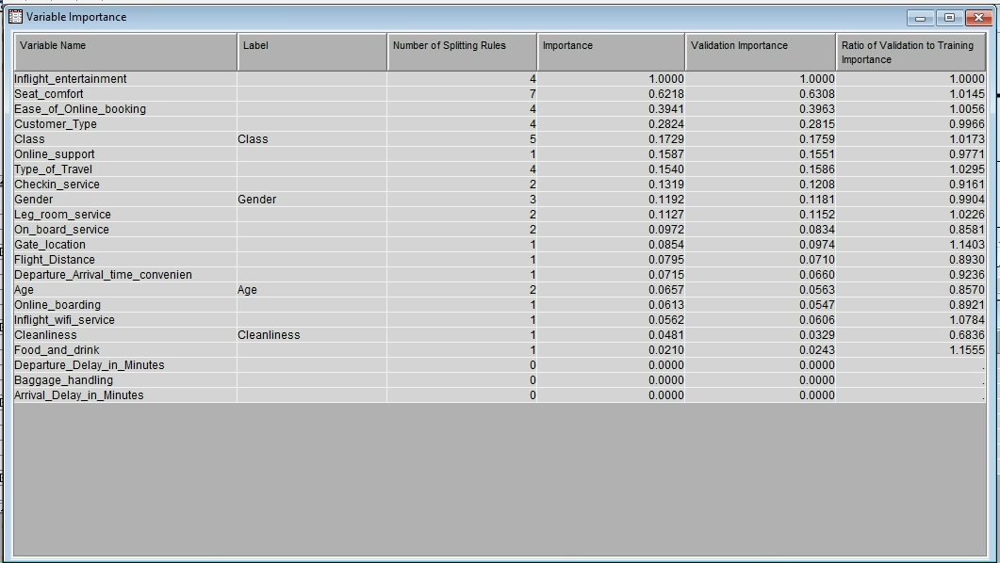 Variable Importance
Variable Name Label Number of Splitting Rules Importance Validation Importance Ratio of Validation to Training
Importance
Inflight_entertainment 4 1.0000 1.0000 1.0000
Seat_comfort 7 0.6218 0.6308 1.0145
Ease_of_Online_booking 4 0.3941 0.3963 1.0056
Customer_Type 4 0.2824 0.2815 0.9966
Class Class 5 0.1729 0.1759 1.0173
Online_support 1 0.1587 0.1551 0.9771
Type_of_Travel 4 0.1540 0.1586 1.0295
Checkin_service 2 0.1319 0.1208 0.9161
Gender Gender 3 0.1192 0.1181 0.9904
Leg_room_service 2 0.1127 0.1152 1.0226
On_board_service 2 0.0972 0.0834 0.8581
Gate_location 1 0.0854 0.0974 1.1403
Flight_Distance 1 0.0795 0.0710 0.8930
Departure_Arrival_time_convenien 1 0.0715 0.0660 0.9236
Age Age 2 0.0657 0.0563 0.8570
Online_boarding 1 0.0613 0.0547 0.8921
Inflight_wifi_service 1 0.0562 0.0606 1.0784
Cleanliness Cleanliness 1 0.0481 0.0329 0.6836
Food_and_drink 1 0.0210 0.0243 1.1555
Departure_Delay_in_Minutes 0 0.0000 0.0000 .
Baggage_handling 0 0.0000 0.0000 .
Arrival_Delay_in_Minutes 0 0.0000 0.0000 .